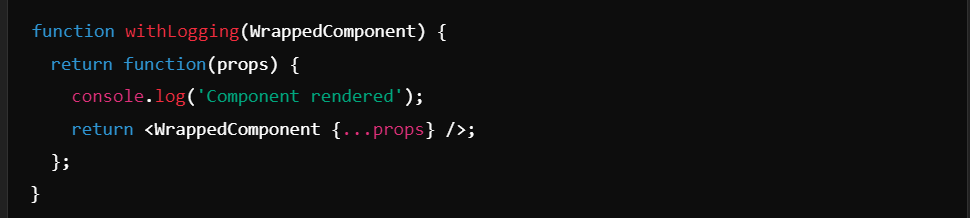 function withLogging(WrappedComponent) {
  return function(props) {
    console.log('Component rendered');
    return <WrappedComponent {...props} />;
  };
}